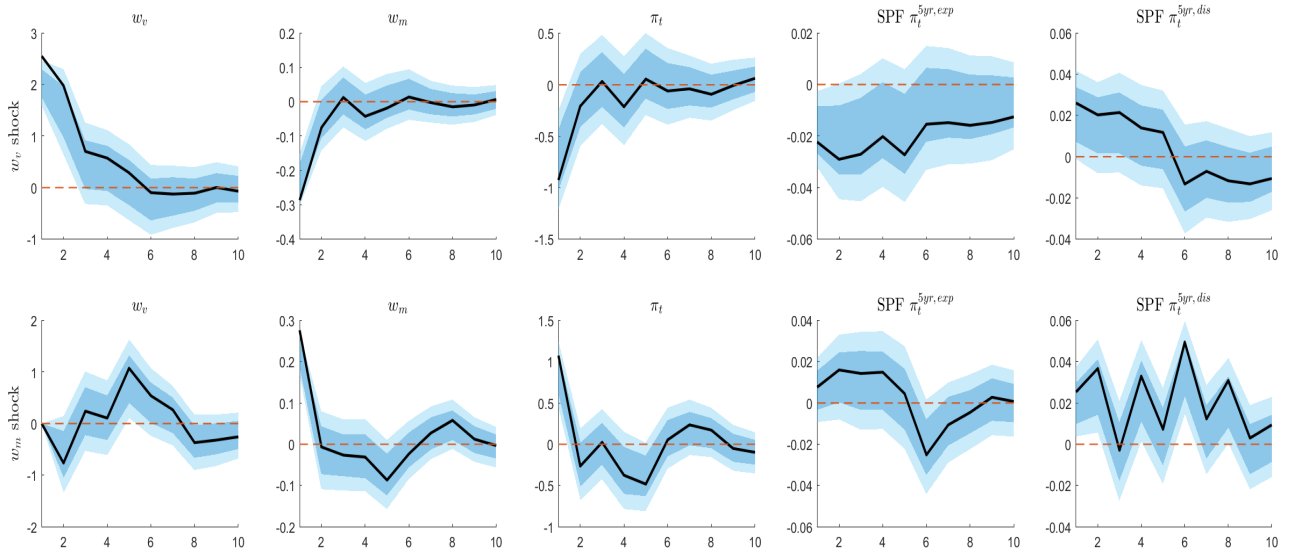 w_v w_m π_t SPF π_t^{5yr,exp} SPF π_t^{5yr,dis}
3 0.2 0.5 0.02 0.06
2 0.1 0 0 0.04
1 0 -0.5 -0.02 0.02
0 -0.1 -1 -0.04 0
-1 -0.2 -1.5 -0.06 -0.02
-0.3 -0.04
-0.4
w_v shock
2 4 6 8 10 2 4 6 8 10 2 4 6 8 10 2 4 6 8 10 2 4 6 8 10
w_v w_m π_t SPF π_t^{5yr,exp} SPF π_t^{5yr,dis}
2 0.3 1.5 0.04 0.06
1 0.2 1 0.02 0.04
0 0.1 0.5 0 0.02
-1 0 0 -0.02 0
-2 -0.1 -0.5 -0.04 -0.02
-0.2 -1 -0.06 -0.04
w_m shock
2 4 6 8 10 2 4 6 8 10 2 4 6 8 10 2 4 6 8 10 2 4 6 8 10